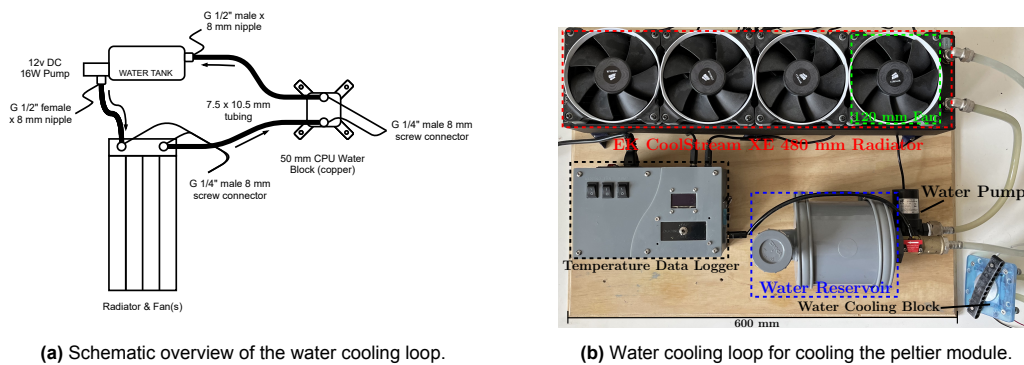 G 1/2" male x
8 mm nipple
12v DC
16W Pump
WATER TANK
G 1/2" female
x 8 mm nipple
7.5 x 10.5 mm
tubing
G 1/4" male 8 mm
screw connector
50 mm CPU Water
Block (copper)
G 1/4" male 8 mm
screw connector
Radiator & Fan(s)
(a) Schematic overview of the water cooling loop.
120 mm Fan
EK CoolStream XE 480 mm Radiator
Water Pump
Temperature Data Logger
Water Reservoir
Water Cooling Block
600 mm
(b) Water cooling loop for cooling the peltier module.